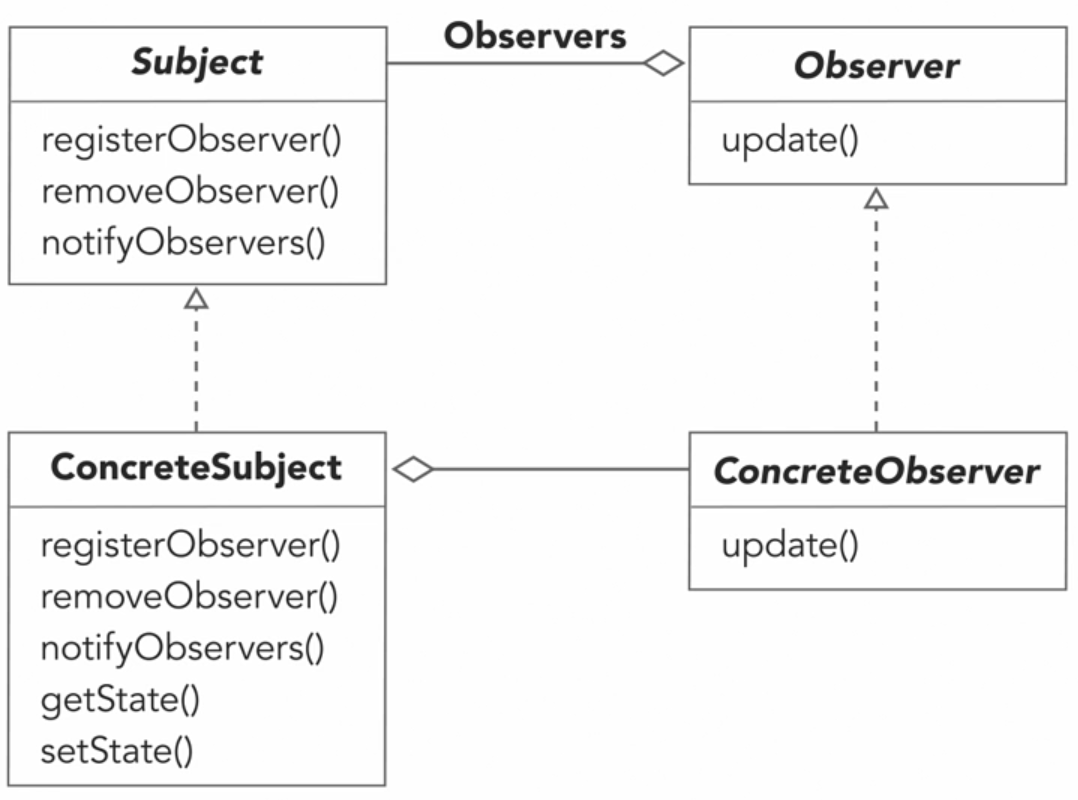 Subject
registerObserver()
removeObserver()
notifyObservers()
Observers
Observer
update()
ConcreteSubject
registerObserver()
removeObserver()
notifyObservers()
getState()
setState()
ConcreteObserver
update()